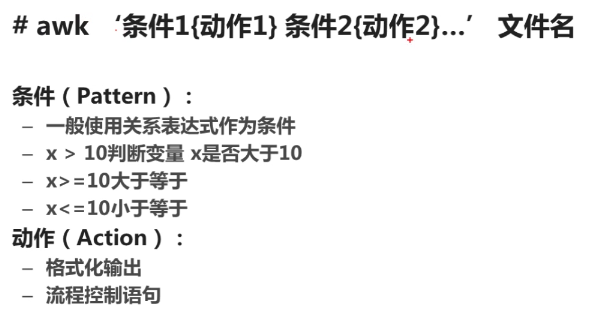 # awk ‘条件1{动作1} 条件2{动作2}…’ 文件名
条件（Pattern）：
– 一般使用关系表达式作为条件
– x > 10判断变量 x是否大于10
– x>=10大于等于
– x<=10小于等于
动作（Action）：
– 格式化输出
– 流程控制语句